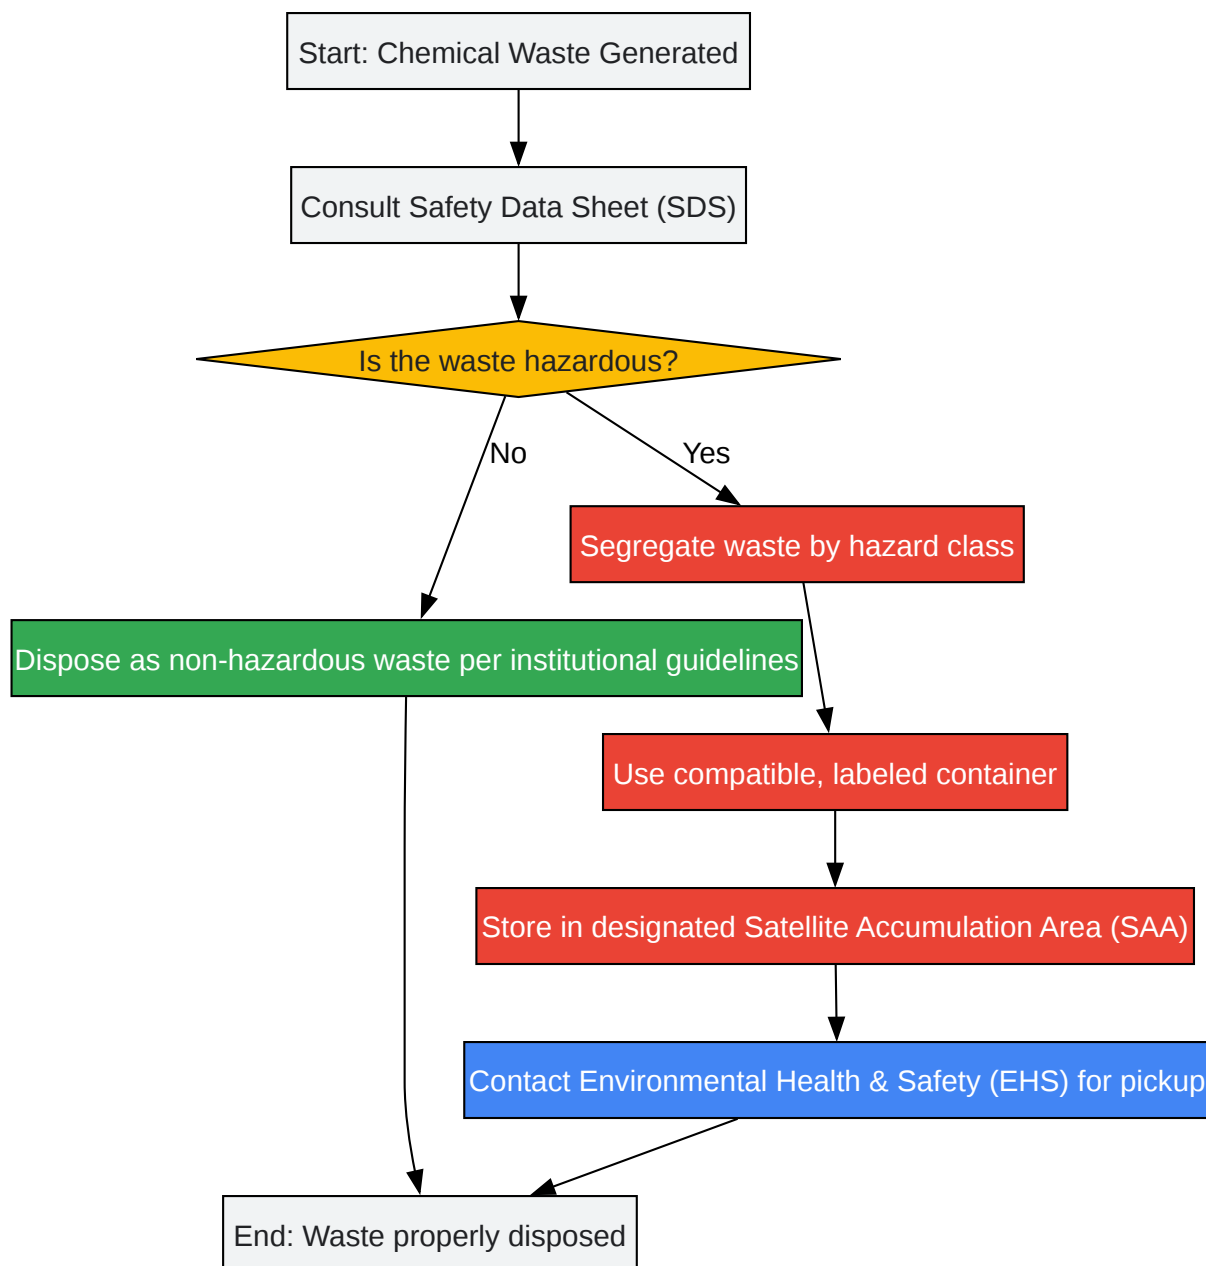 Start: Chemical Waste Generated
Consult Safety Data Sheet (SDS)
Is the waste hazardous?
No
Yes
Segregate waste by hazard class
Dispose as non-hazardous waste per institutional guidelines
Use compatible, labeled container
Store in designated Satellite Accumulation Area (SAA)
Contact Environmental Health & Safety (EHS) for pickup
End: Waste properly disposed